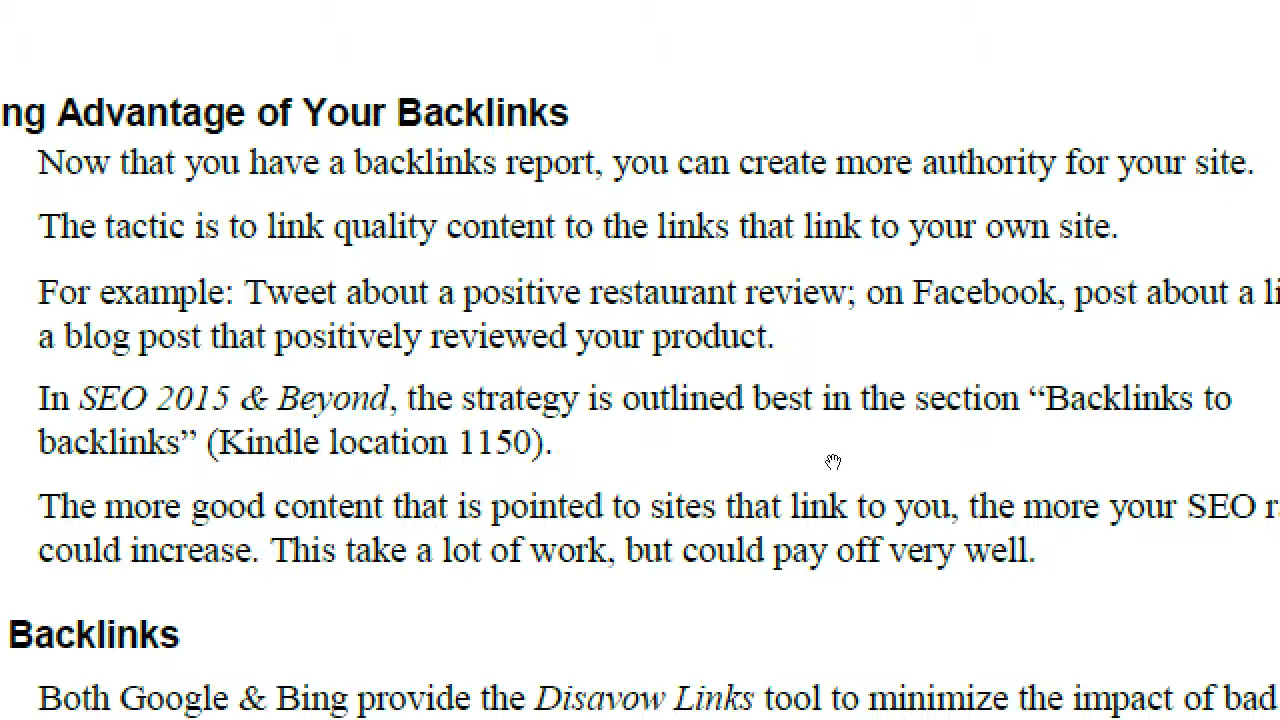 ng Advantage of Your Backlinks
Now that you have a backlinks report, you can create more authority for your site.
The tactic is to link quality content to the links that link to your own site.
For example: Tweet about a positive restaurant review; on Facebook, post about a li
a blog post that positively reviewed your product.
In SEO 2015 & Beyond, the strategy is outlined best in the section “Backlinks to
backlinks” (Kindle location 1150).
The more good content that is pointed to sites that link to you, the more your SEO r
could increase. This take a lot of work, but could pay off very well.
Backlinks
Both Google & Bing provide the Disavow Links tool to minimize the impact of bad